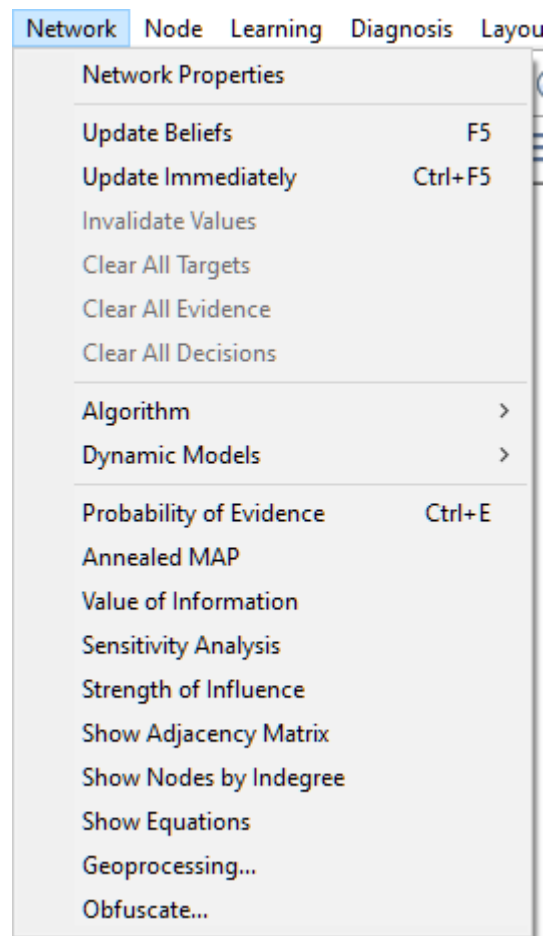 Network Node Learning Diagnosis Layou
Network Properties
Update Beliefs F5
Update Immediately Ctrl+F5
Invalidate Values
Clear All Targets
Clear All Evidence
Clear All Decisions
Algorithm
Dynamic Models
Probability of Evidence Ctrl+E
Annealed MAP
Value of Information
Sensitivity Analysis
Strength of Influence
Show Adjacency Matrix
Show Nodes by Indegree
Show Equations
Geoprocessing...
Obfuscate...